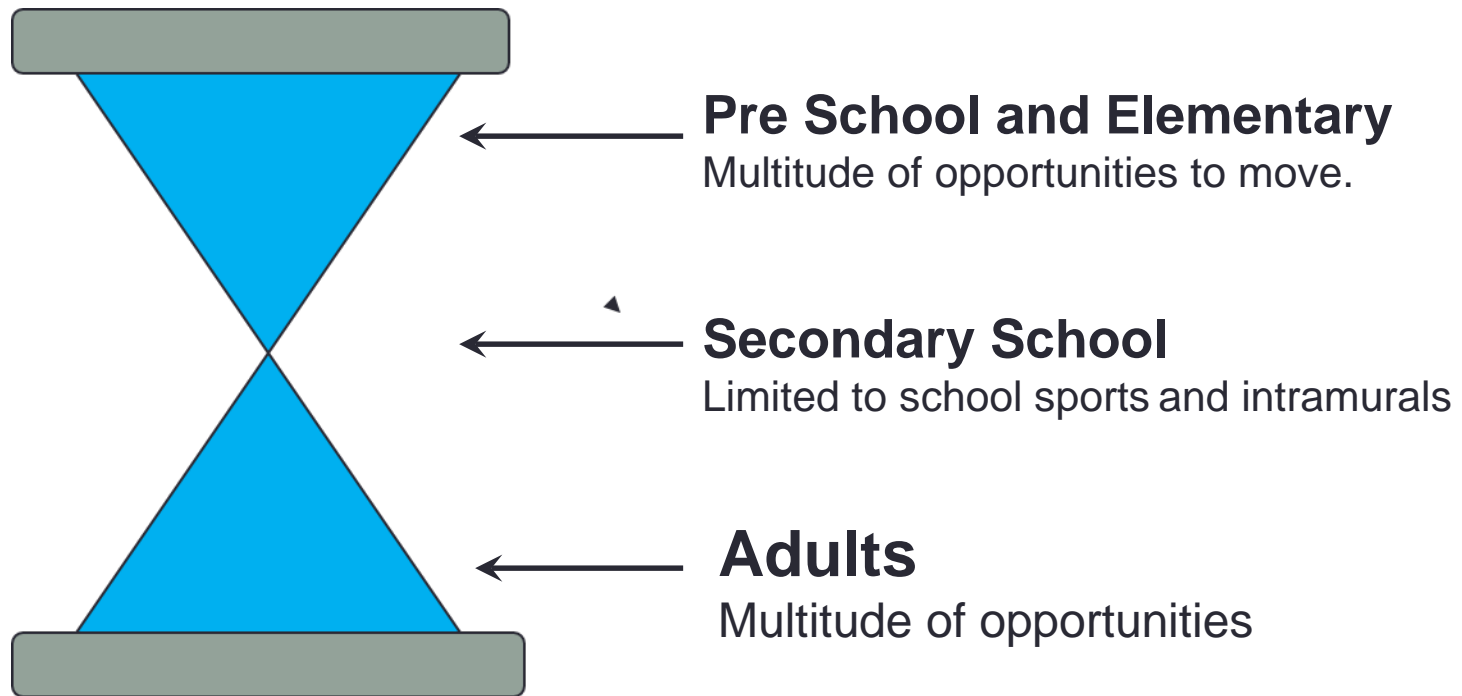 Pre School and Elementary
Multitude of opportunities to move.
Secondary School
Limited to school sports and intramurals
Adults
Multitude of opportunities